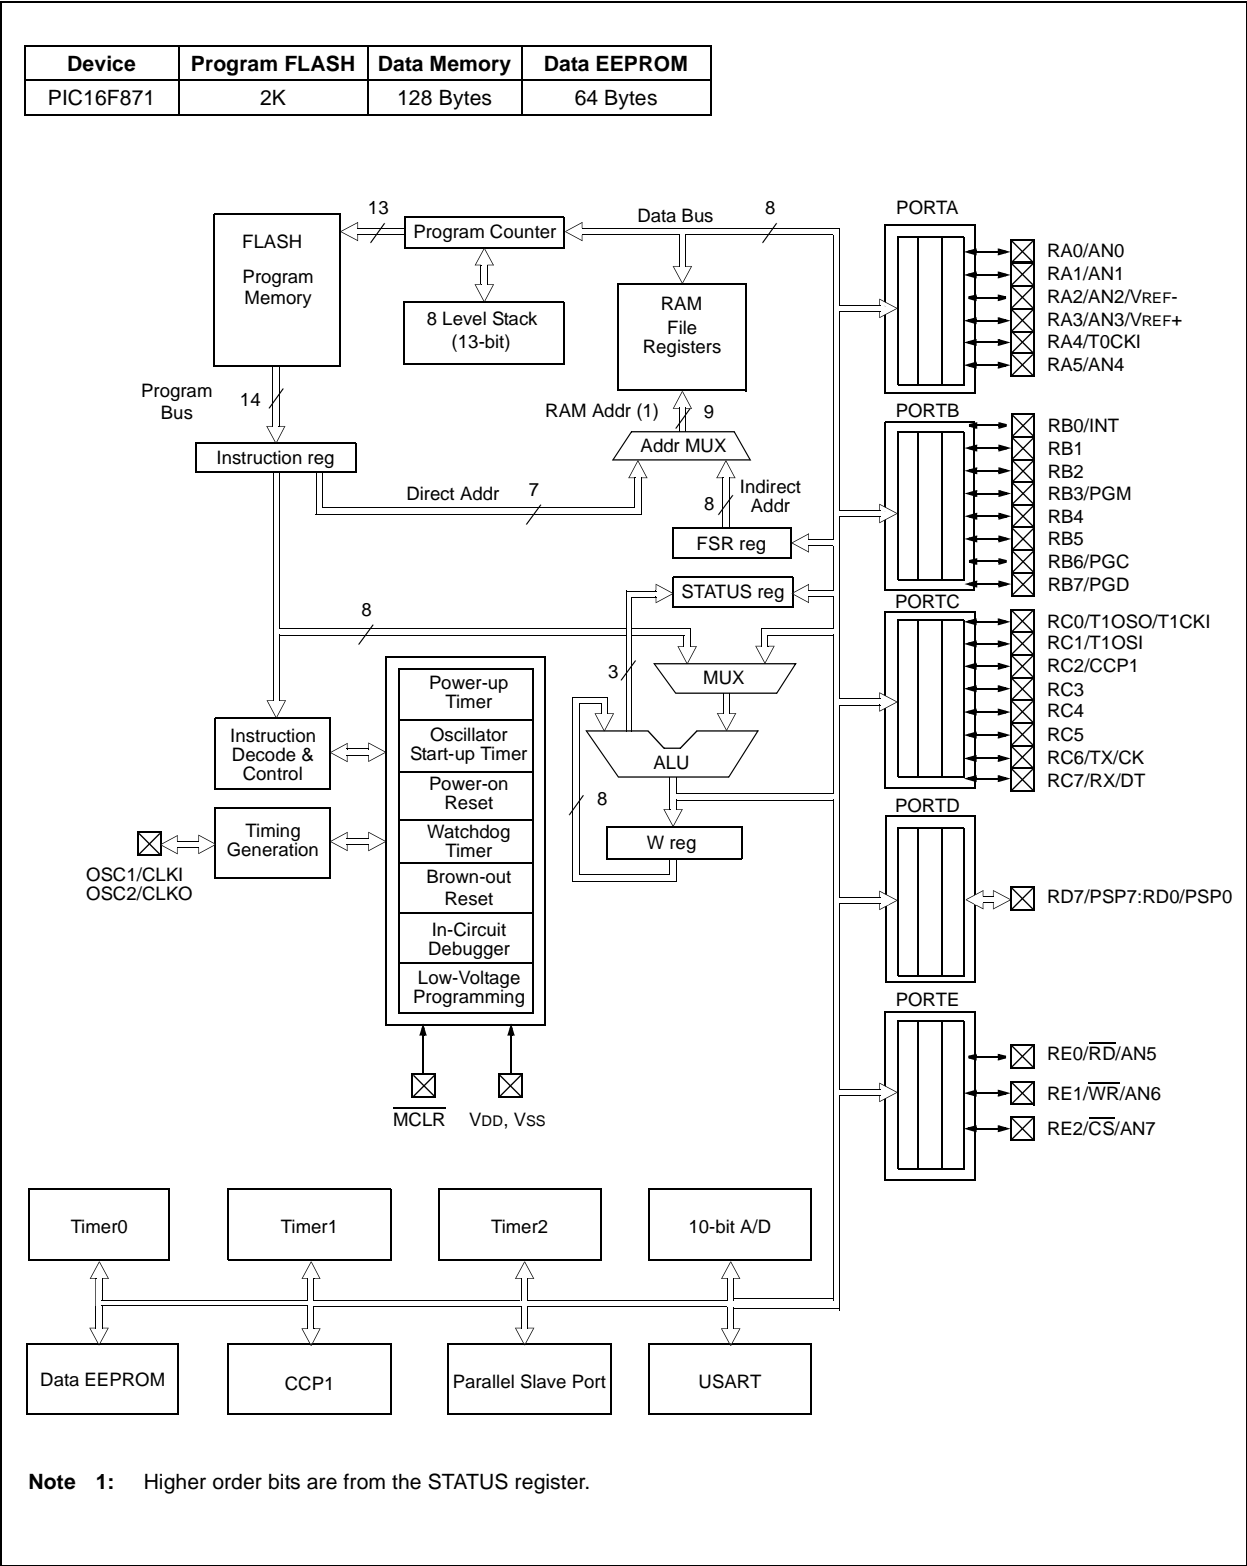 Device Program FLASH Data Memory Data EEPROM
PIC16F871 2K 128 Bytes 64 Bytes
13
Data Bus
8
PORTA
FLASH
Program
Memory
Program Counter
8 Level Stack
(13-bit)
RAM
File
Registers
RA0/AN0
RA1/AN1
RA2/AN2/VREF-
RA3/AN3/VREF+
RA4/T0CKI
RA5/AN4
Program
Bus
14
RAM Addr (1)
9
PORTB
Instruction reg
Addr MUX
Direct Addr
7
8
Indirect
Addr
FSR reg
STATUS reg
RB0/INT
RB1
RB2
RB3/PGM
RB4
RB5
RB6/PGC
RB7/PGD
PORTC
8
3
MUX
ALU
8
W reg
RC0/T1OSO/T1CKI
RC1/T1OSI
RC2/CCP1
RC3
RC4
RC5
RC6/TX/CK
RC7/RX/DT
Power-up
Timer
Oscillator
Start-up Timer
Power-on
Reset
Watchdog
Timer
Brown-out
Reset
In-Circuit
Debugger
Low-Voltage
Programming
Instruction
Decode &
Control
Timing
Generation
OSC1/CLKI
OSC2/CLKO
MCLR
VDD, VSS
PORTD
RD7/PSP7:RD0/PSP0
PORTE
RE0/RD/AN5
RE1/WR/AN6
RE2/CS/AN7
Timer0
Timer1
Timer2
10-bit A/D
Data EEPROM
CCP1
Parallel Slave Port
USART
Note 1: Higher order bits are from the STATUS register.